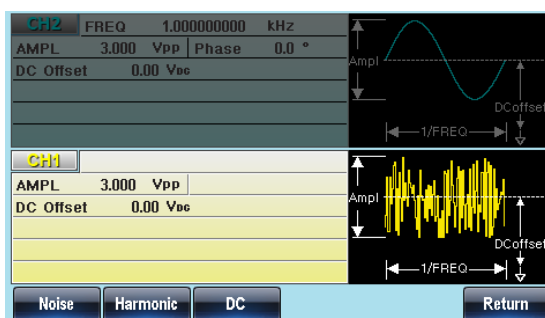 CH2 FREQ 1.000000000 kHz
AMPL 3.000 Vpp Phase 0.0 °
DC Offset 0.00 VDC
Ampl
DCoffset
1/FREQ
CH1
AMPL 3.000 Vpp
DC Offset 0.00 VDC
Ampl
DCoffset
1/FREQ
Noise Harmonic DC Return